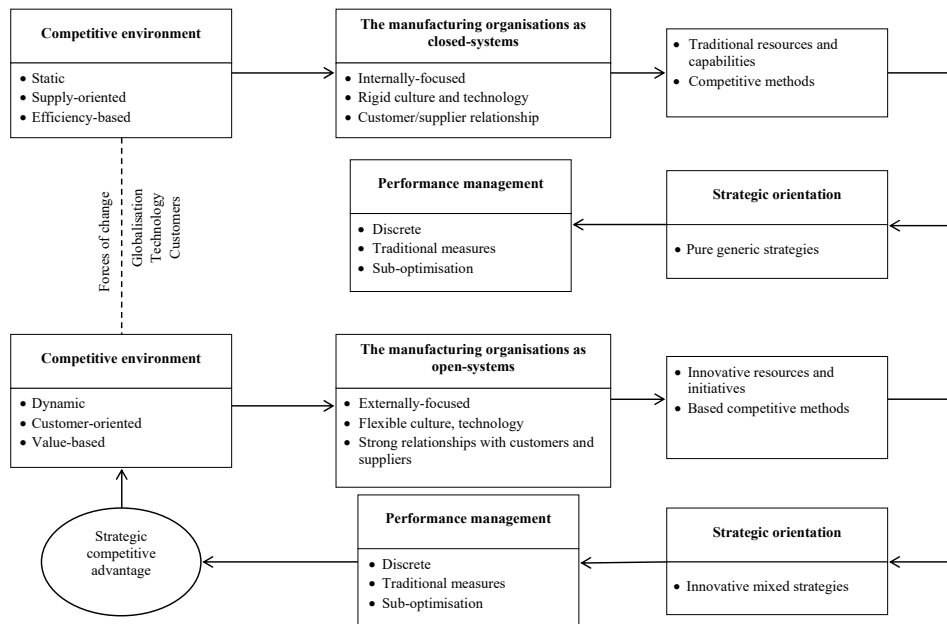 Competitive environment
• Static
• Supply-oriented
• Efficiency-based
The manufacturing organisations as
closed-systems
• Internally-focused
• Rigid culture and technology
• Customer/supplier relationship
• Traditional resources and
capabilities
• Competitive methods
Strategic orientation
• Pure generic strategies
Performance management
• Discrete
• Traditional measures
• Sub-optimisation
Forces of change
Globalisation
Technology
Customers
Competitive environment
• Dynamic
• Customer-oriented
• Value-based
The manufacturing organisations as
open-systems
• Externally-focused
• Flexible culture, technology
• Strong relationships with customers and
suppliers
• Innovative resources and
initiatives
• Based competitive methods
Strategic orientation
• Innovative mixed strategies
Performance management
• Discrete
• Traditional measures
• Sub-optimisation
Strategic
competitive
advantage